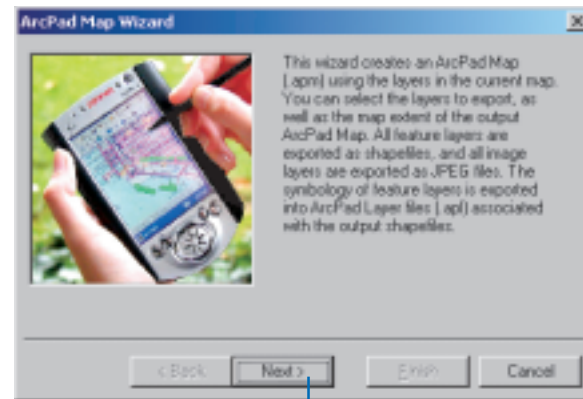 ArcPad Map Wizard
This wizard creates an ArcPad Map
(.apm) using the layers in the current map.
You can select the layers to export, as
well as the map extent of the output
ArcPad Map. All feature layers are
exported as shapefiles, and all image
layers are exported as JPEG files. The
symbology of feature layers is exported
into ArcPad Layer files (.apl) associated
with the output shapefiles.
< Back Next > Finish Cancel